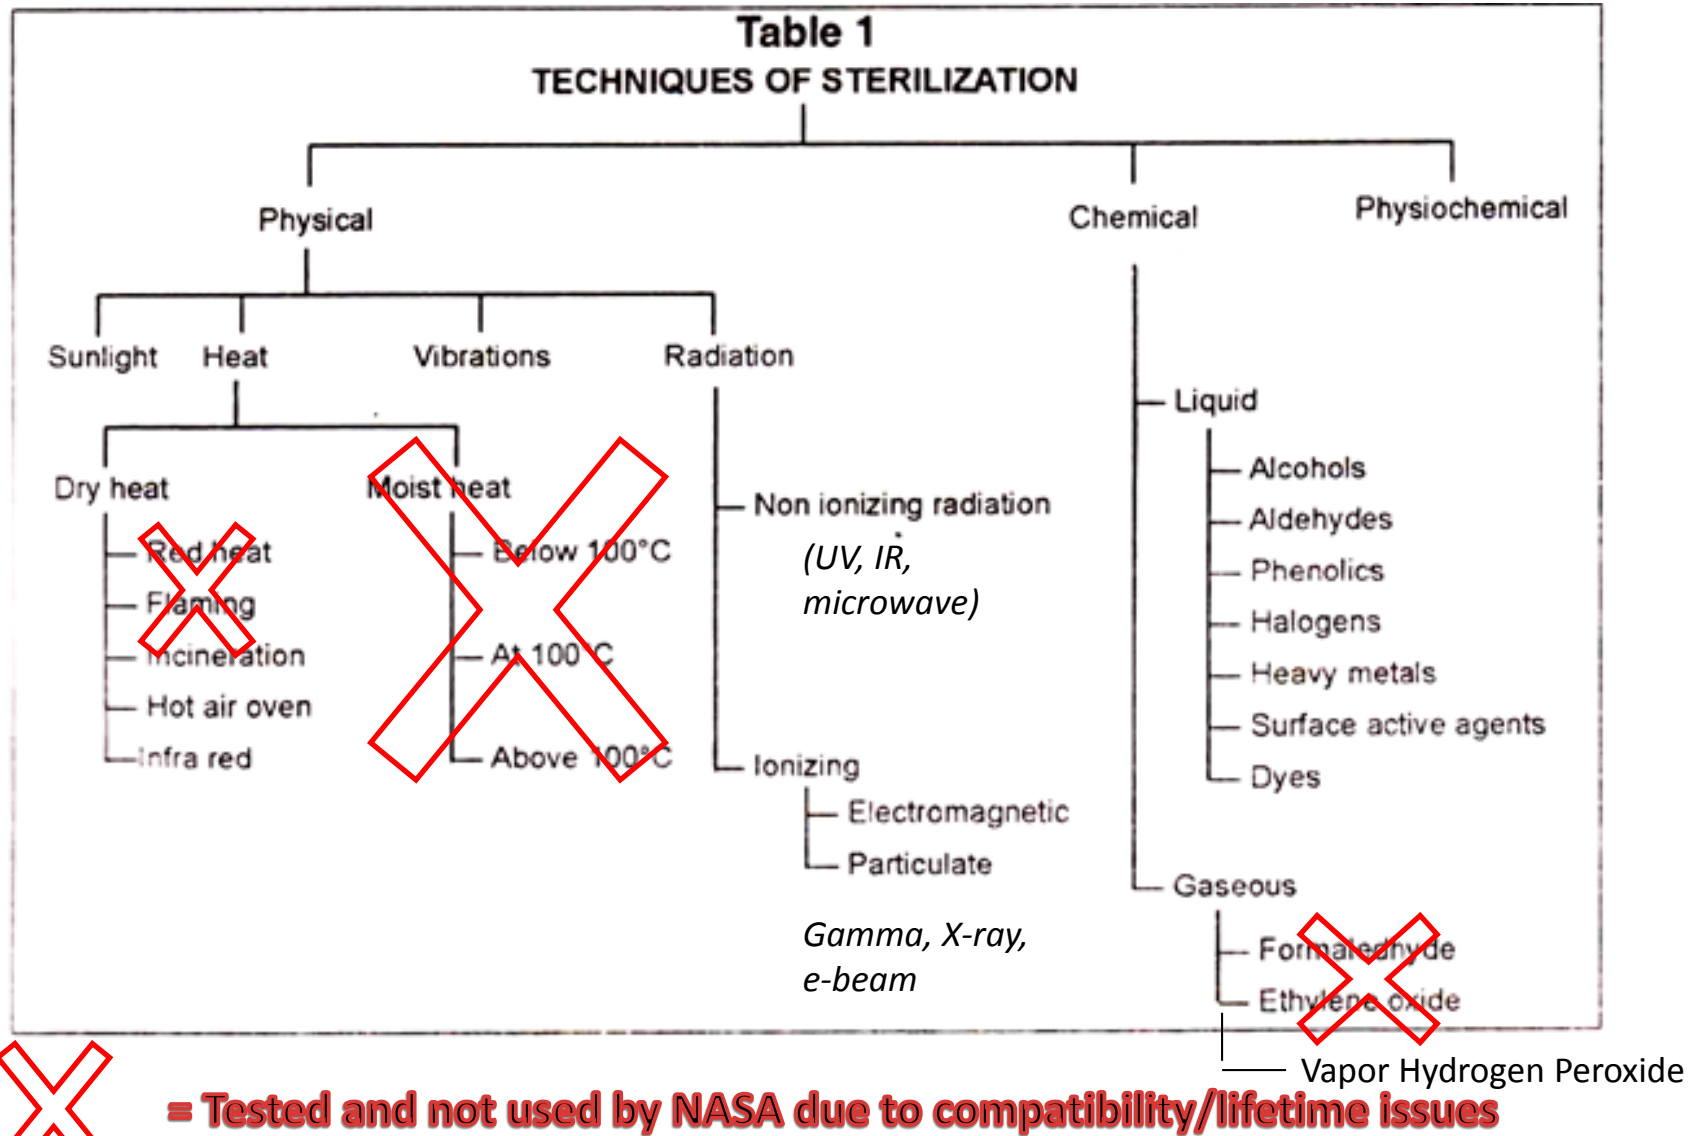 Table 1
TECHNIQUES OF STERILIZATION
Physical
Chemical
Physiochemical
Sunlight
Heat
Vibrations
Radiation
Dry heat
Red heat
Flaming
Incineration
Hot air oven
Infra red
Moist heat
Below 100°C
At 100°C
Above 100°C
Non ionizing radiation
(UV, IR,
microwave)
Ionizing
Electromagnetic
Particulate
Gamma, X-ray,
e-beam
Liquid
Alcohols
Aldehydes
Phenolics
Halogens
Heavy metals
Surface active agents
Dyes
Gaseous
Formaledhyde
Ethylene oxide
Vapor Hydrogen Peroxide
= Tested and not used by NASA due to compatibility/lifetime issues